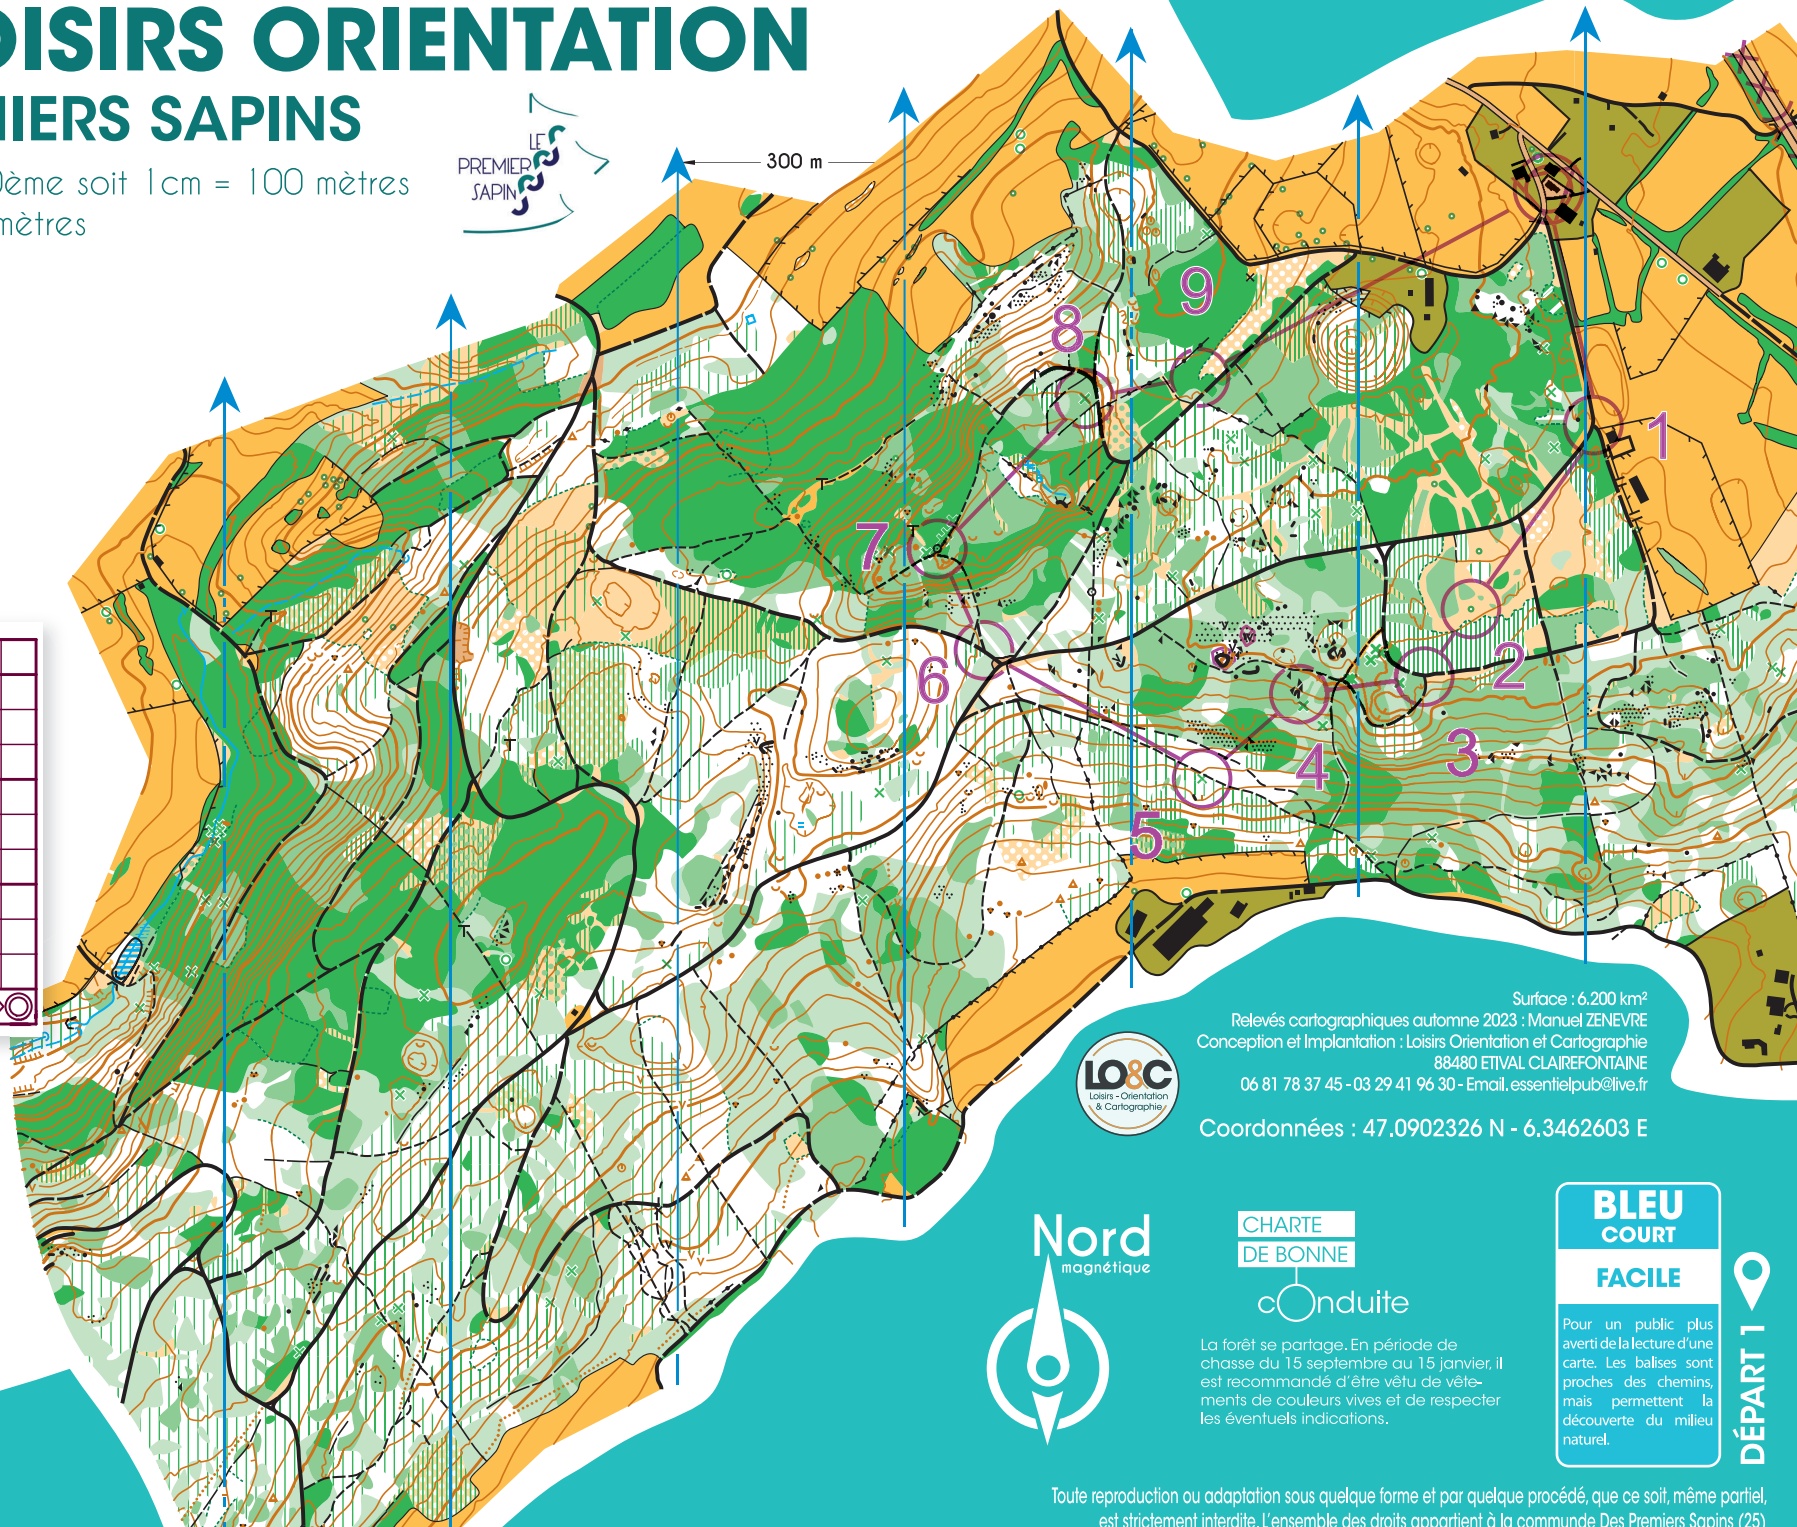 OISIRS ORIENTATION
IERS SAPINS
ème soit 1cm = 100 mètres
mètres
LE
PREMIER
SAPIN
300 m
1
2
3
4
5
6
7
8
9
Surface : 6.200 km²
Relevés cartographiques automne 2023 : Manuel ZENEVRE
Conception et Implantation : Loisirs Orientation et Cartographie
88480 ETIVAL CLAIREFONTAINE
06 81 78 37 45 - 03 29 41 96 30 - Email. essentielpub@live.fr
Coordonnées : 47.0902326 N - 6.3462603 E
LO&C
Loisirs - Orientation
& Cartographie
Nord
magnétique
CHARTE
DE BONNE
cOnduite
La forêt se partage. En période de
chasse du 15 septembre au 15 janvier, il
est recommandé d'être vêtu de vête-
ments de couleurs vives et de respecter
les éventuels indications.
BLEU
COURT
FACILE
Pour un public plus
averti de la lecture d'une
carte. Les balises sont
proches des chemins,
mais permettent la
découverte du milieu
naturel.
DÉPART 1
Toute reproduction ou adaptation sous quelque forme et par quelque procédé, que ce soit, même partiel,
est strictement interdite. L'ensemble des droits appartient à la communde Des Premiers Sapins (25)